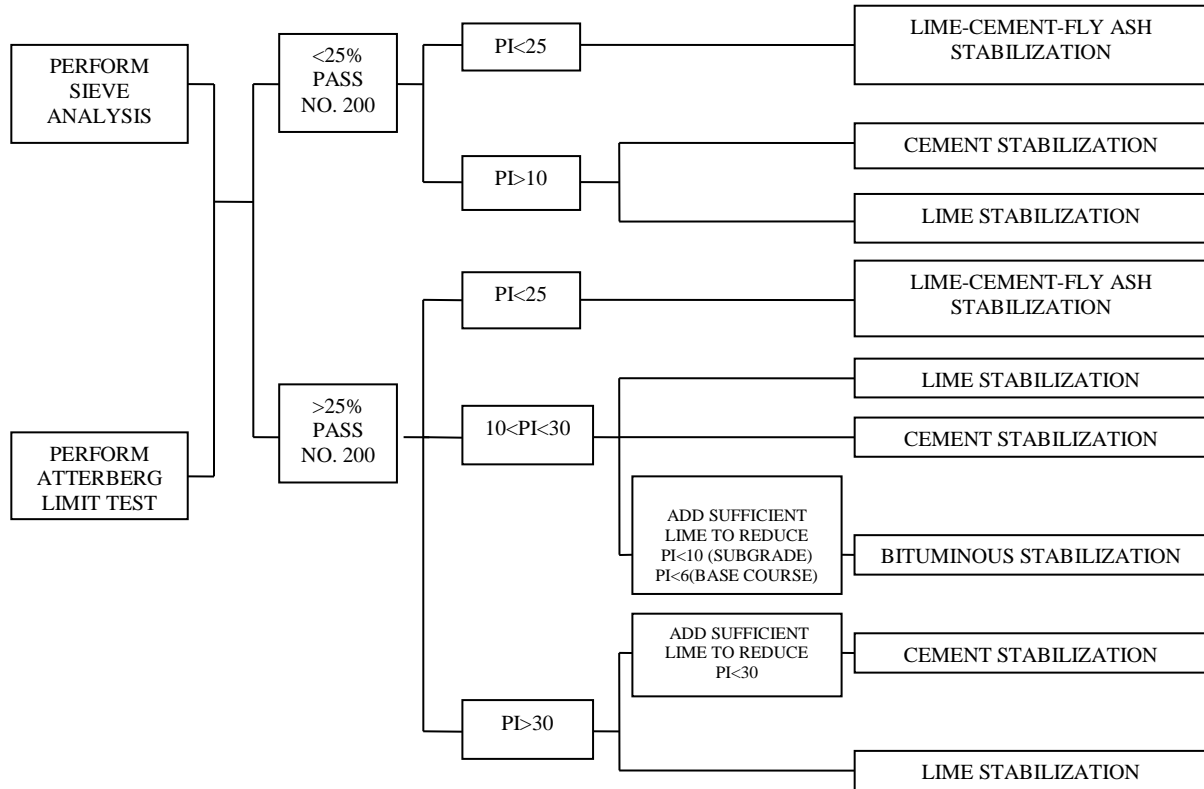 PERFORM
SIEVE
ANALYSIS
PERFORM
ATTERBERG
LIMIT TEST
<25%
PASS
NO. 200
PI<25
LIME-CEMENT-FLY ASH
STABILIZATION
PI>10
CEMENT STABILIZATION
LIME STABILIZATION
>25%
PASS
NO. 200
PI<25
LIME-CEMENT-FLY ASH
STABILIZATION
10<PI<30
LIME STABILIZATION
CEMENT STABILIZATION
ADD SUFFICIENT
LIME TO REDUCE
PI<10 (SUBGRADE)
PI<6(BASE COURSE)
BITUMINOUS STABILIZATION
PI>30
ADD SUFFICIENT
LIME TO REDUCE
PI<30
CEMENT STABILIZATION
LIME STABILIZATION